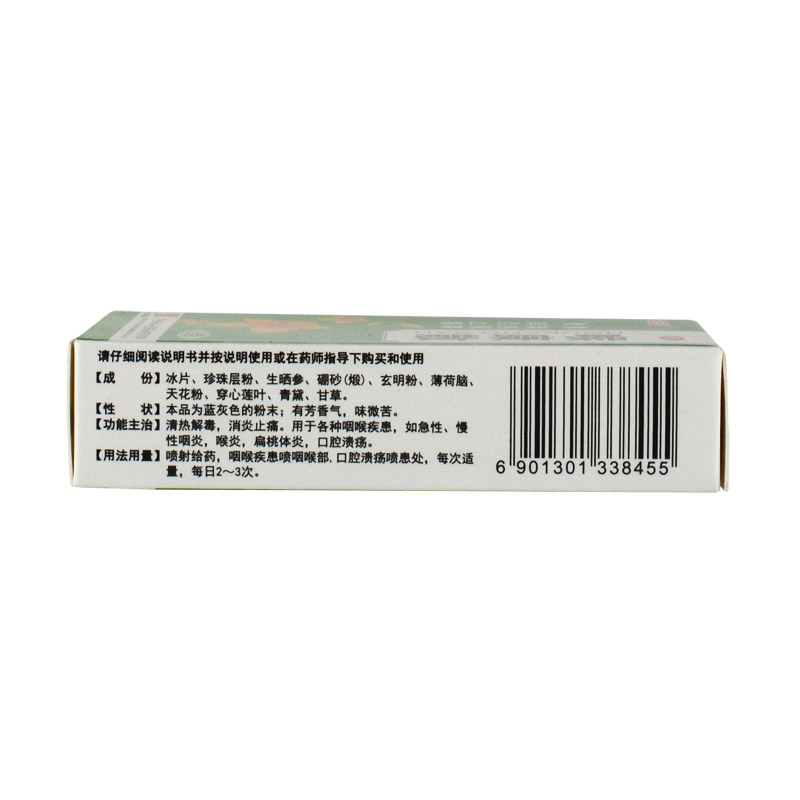 请仔细阅读说明书并按说明使用或在药师指导下购买和使用
【成 份】冰片、珍珠层粉、生晒参、硼砂(煅)、玄明粉、薄荷脑、
天花粉、穿心莲叶、青黛、甘草。
【性 状】本品为蓝灰色的粉末；有芳香气，味微苦。
【功能主治】清热解毒，消炎止痛。用于各种咽喉疾患，如急性、慢
性咽炎，喉炎，扁桃体炎，口腔溃疡。
【用法用量】喷射给药，咽喉疾患喷咽喉部,口腔溃疡喷患处，每次适
量，每日2～3次。
6 901301 338455